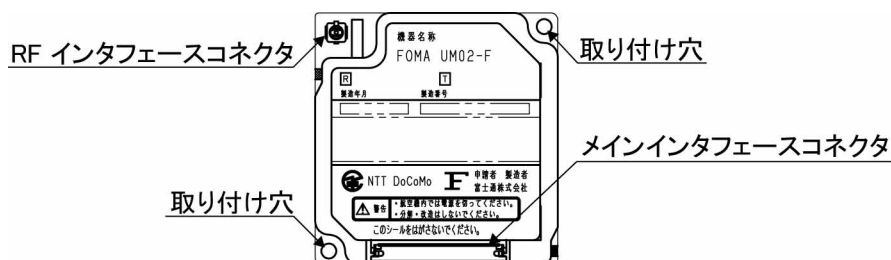 RF インタフェースコネクタ
機器名称
FOMA UM02-F
取り付け穴
R T
製造年月 製造番号
メインインタフェースコネクタ
NTT DoCoMo F 申請者 製造者
富士通株式会社
取り付け穴
警告 ・航空機内では電源を切ってください。
・分解・改造はしないでください。
このシールをはがさないでください。